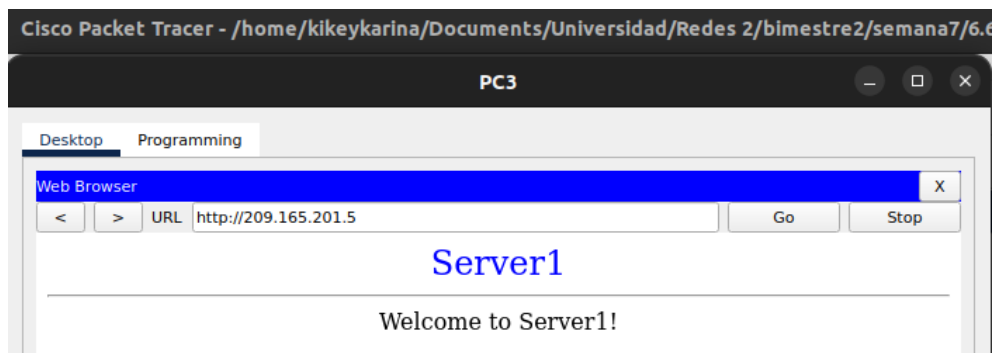 Cisco Packet Tracer - /home/kikeykarina/Documents/Universidad/Redes 2/bimestre2/semana7/6.6
PC3
Desktop Programming
Web Browser X
< > URL http://209.165.201.5 Go Stop
Server1
Welcome to Server1!